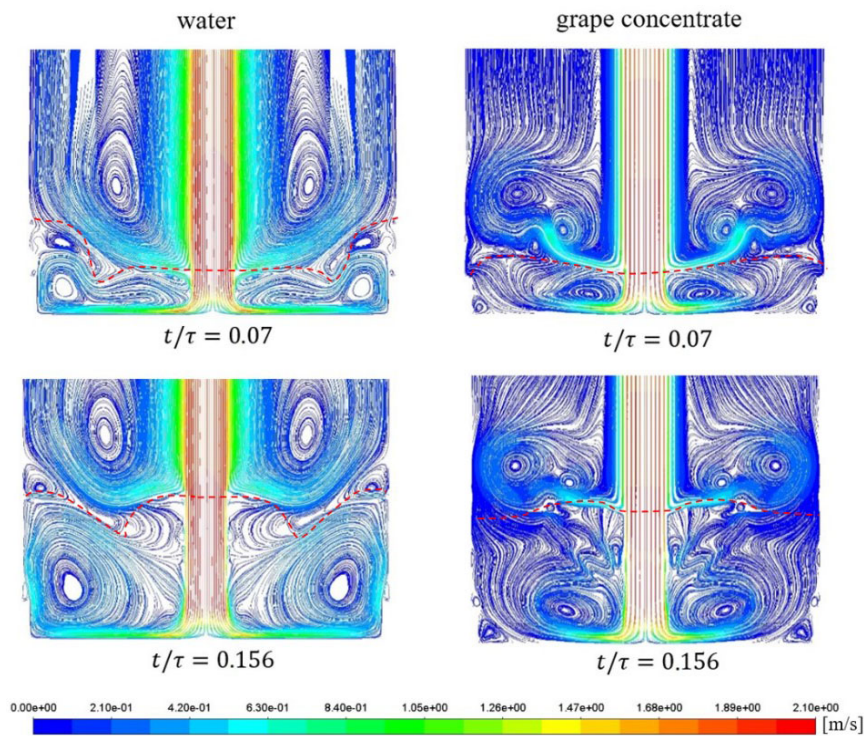 water
grape concentrate
t/τ = 0.07
t/τ = 0.07
t/τ = 0.156
t/τ = 0.156
0.00e+00 2.10e-01 4.20e-01 6.30e-01 8.40e-01 1.05e+00 1.26e+00 1.47e+00 1.68e+00 1.89e+00 2.10e+00
[m/s]